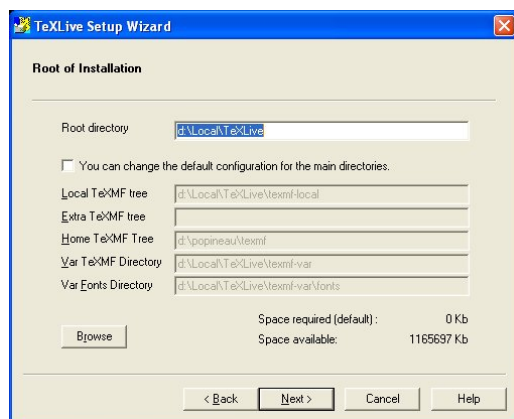 TeXLive Setup Wizard
Root of Installation
Root directory d:\Local\TeXLive
You can change the default configuration for the main directories.
Local TeXMF tree d:\Local\TeXLive\texmf-local
Extra TeXMF tree
Home TeXMF Tree d:\popineau\texmf
Var TeXMF Directory d:\Local\TeXLive\texmf-var
Var Fonts Directory d:\Local\TeXLive\texmf-var\fonts
Space required (default) : 0 Kb
Browse Space available: 1165697 Kb
< Back Next > Cancel Help